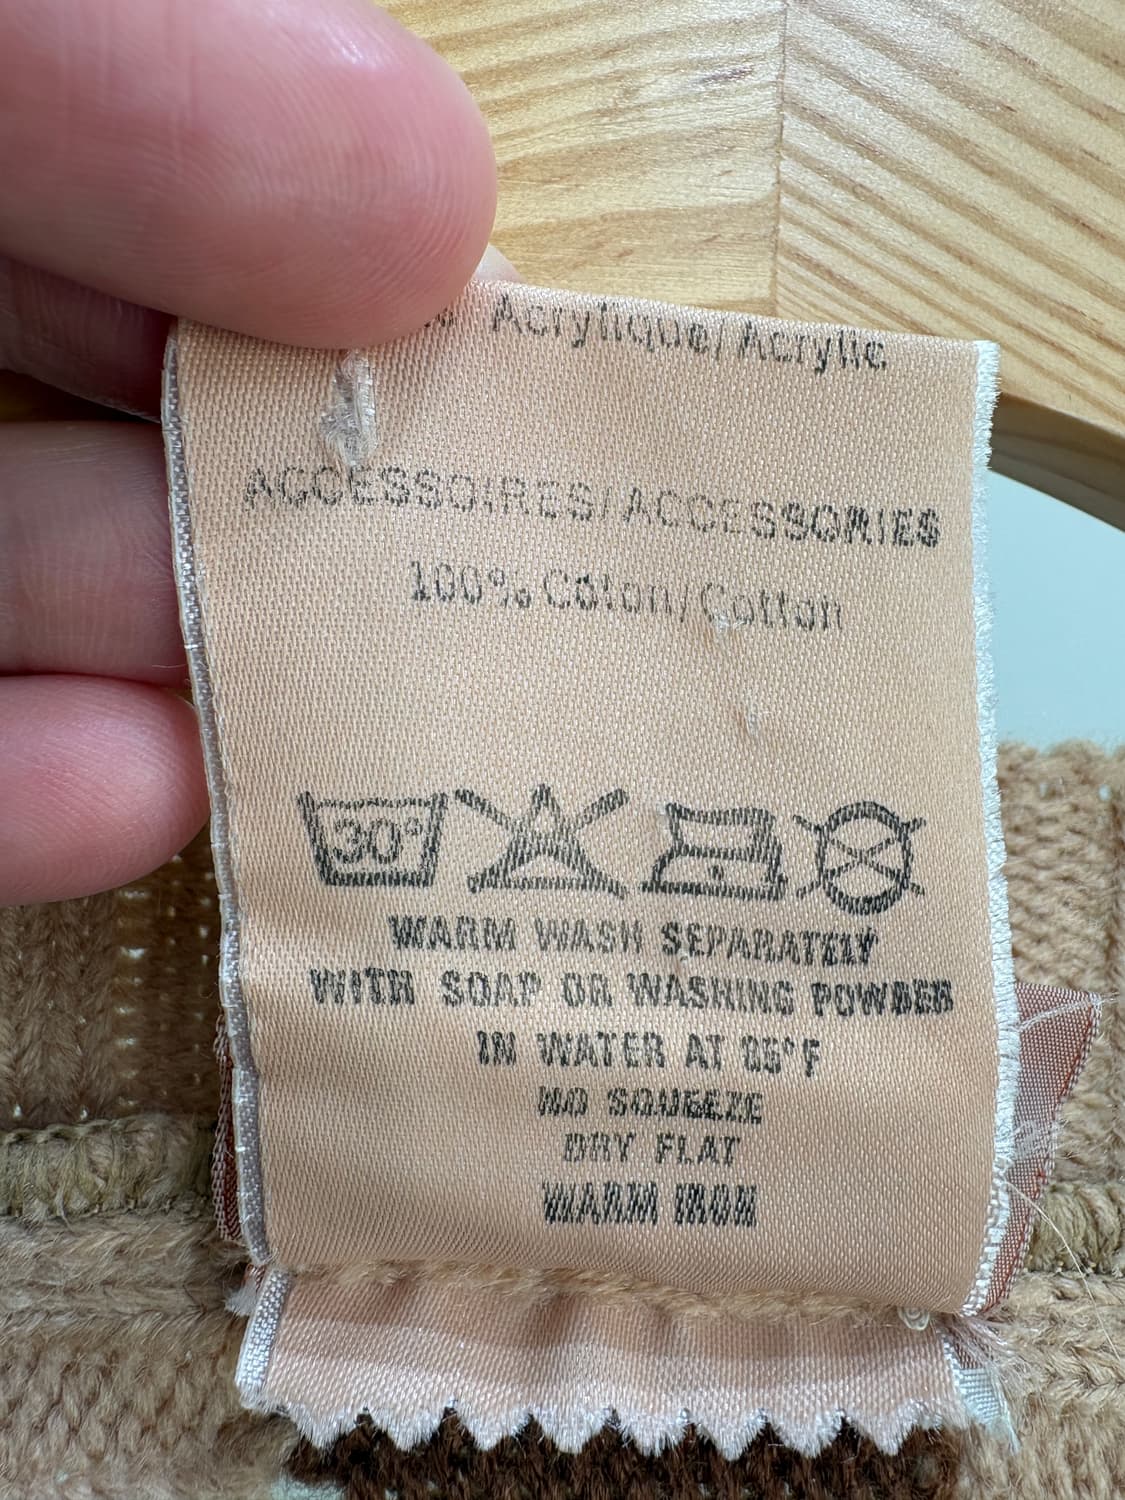 % Acrylique/Acrylic
ACCESSOIRES/ACCESSORIES
100% Coton/Cotton
30°
WARM WASH SEPARATELY
WITH SOAP OR WASHING POWDER
IN WATER AT 85°F
NO SQUEEZE
DRY FLAT
WARM IRON